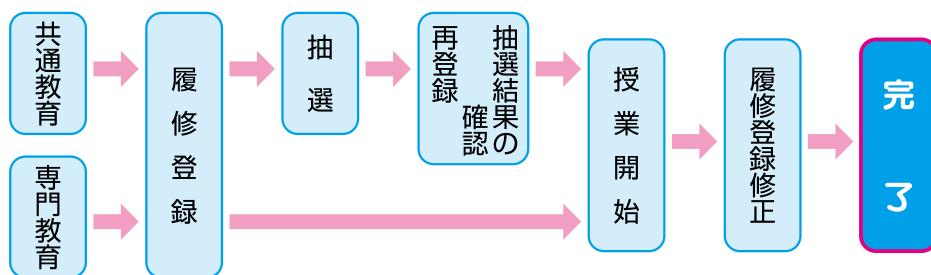 共通教育
専門教育
履修登録
抽選
抽選結果の
確認
再登録
授業開始
履修登録修正
完了